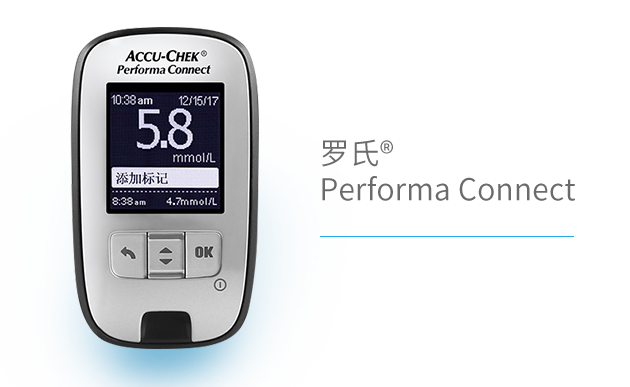 ACCU-CHEK®
Performa Connect
10:38 am 12/15/17
5.8
mmol/L
添加标记
8:38 am 4.7mmol/L
OK
罗氏®
Performa Connect